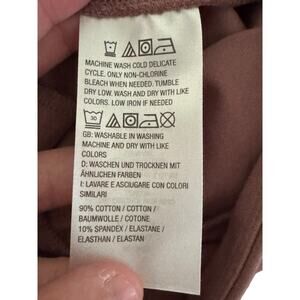 MACHINE WASH COLD DELICATE
CYCLE. ONLY NON-CHLORINE
BLEACH WHEN NEEDED. TUMBLE
DRY LOW. WASH AND DRY WITH LIKE
COLORS. LOW IRON IF NEEDED
30
GB: WASHABLE IN WASHING
MACHINE AND DRY WITH LIKE
COLORS
D: WASCHEN UND TROCKNEN MIT
ÄHNLICHEN FARBEN
I: LAVARE E ASCIUGARE CON COLORI
SIMILARI
90% COTTON / COTTON /
BAUMWOLLE / COTONE
10% SPANDEX / ELASTANE /
ELASTHAN / ELASTAN